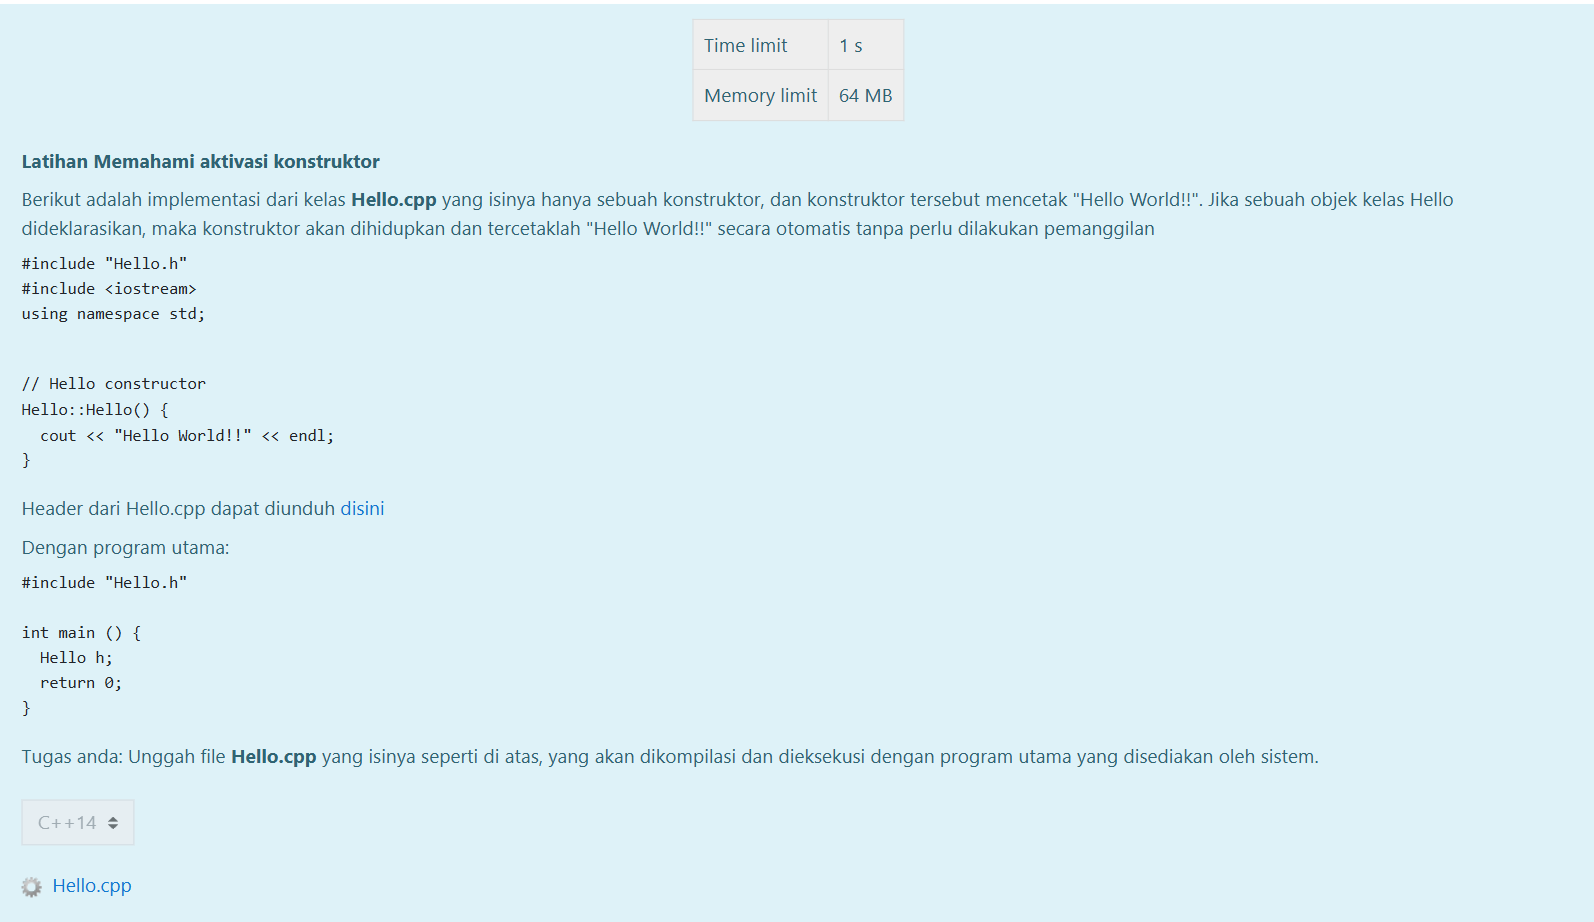 Time limit 1 s
Memory limit 64 MB
Latihan Memahami aktivasi konstruktor
Berikut adalah implementasi dari kelas Hello.cpp yang isinya hanya sebuah konstruktor, dan konstruktor tersebut mencetak "Hello World!!". Jika sebuah objek kelas Hello
dideklarasikan, maka konstruktor akan dihidupkan dan tercetaklah "Hello World!!" secara otomatis tanpa perlu dilakukan pemanggilan
#include "Hello.h"
#include <iostream>
using namespace std;
// Hello constructor
Hello::Hello() {
  cout << "Hello World!!" << endl;
}
Header dari Hello.cpp dapat diunduh disini
Dengan program utama:
#include "Hello.h"
int main () {
  Hello h;
  return 0;
}
Tugas anda: Unggah file Hello.cpp yang isinya seperti di atas, yang akan dikompilasi dan dieksekusi dengan program utama yang disediakan oleh sistem.
C++14
Hello.cpp